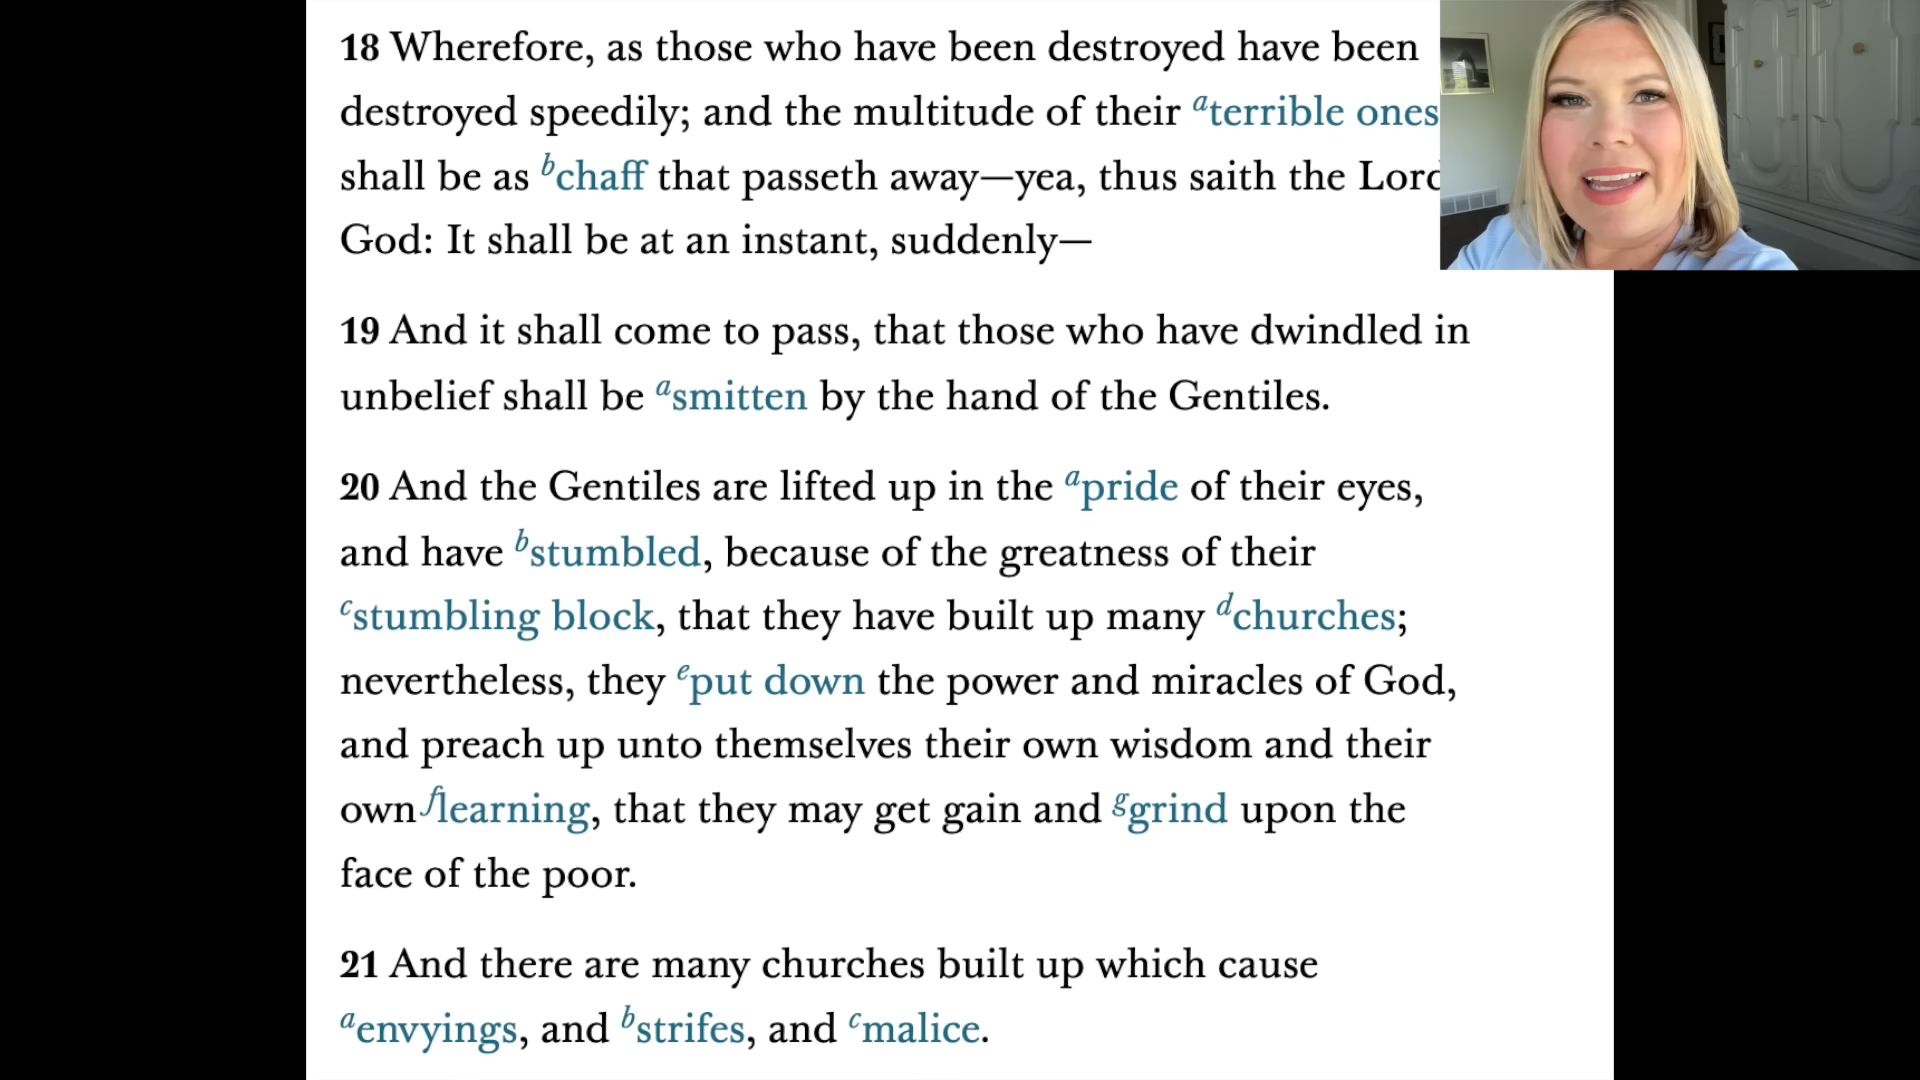 18 Wherefore, as those who have been destroyed have been
destroyed speedily; and the multitude of their ᵃterrible ones
shall be as ᵇchaff that passeth away—yea, thus saith the Lord
God: It shall be at an instant, suddenly—
19 And it shall come to pass, that those who have dwindled in
unbelief shall be ᵃsmitten by the hand of the Gentiles.
20 And the Gentiles are lifted up in the ᵃpride of their eyes,
and have ᵇstumbled, because of the greatness of their
ᶜstumbling block, that they have built up many ᵈchurches;
nevertheless, they ᵉput down the power and miracles of God,
and preach up unto themselves their own wisdom and their
own ᶠlearning, that they may get gain and ᵍgrind upon the
face of the poor.
21 And there are many churches built up which cause
ᵃenvyings, and ᵇstrifes, and ᶜmalice.